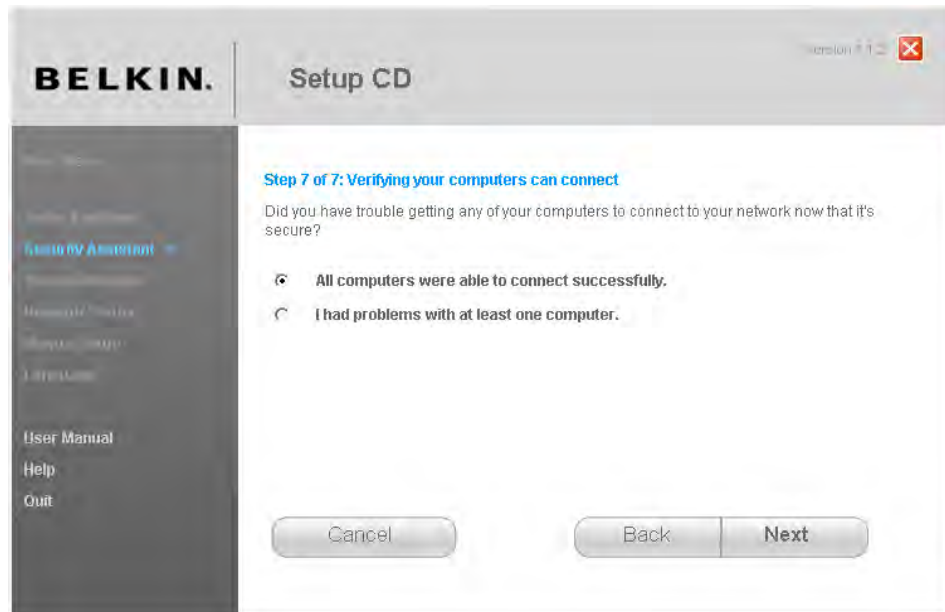 BELKIN.
Setup CD
Security Assistant
User Manual
Help
Quit
Step 7 of 7: Verifying your computers can connect
Did you have trouble getting any of your computers to connect to your network now that it's
secure?
All computers were able to connect successfully.
I had problems with at least one computer.
Cancel
Back
Next